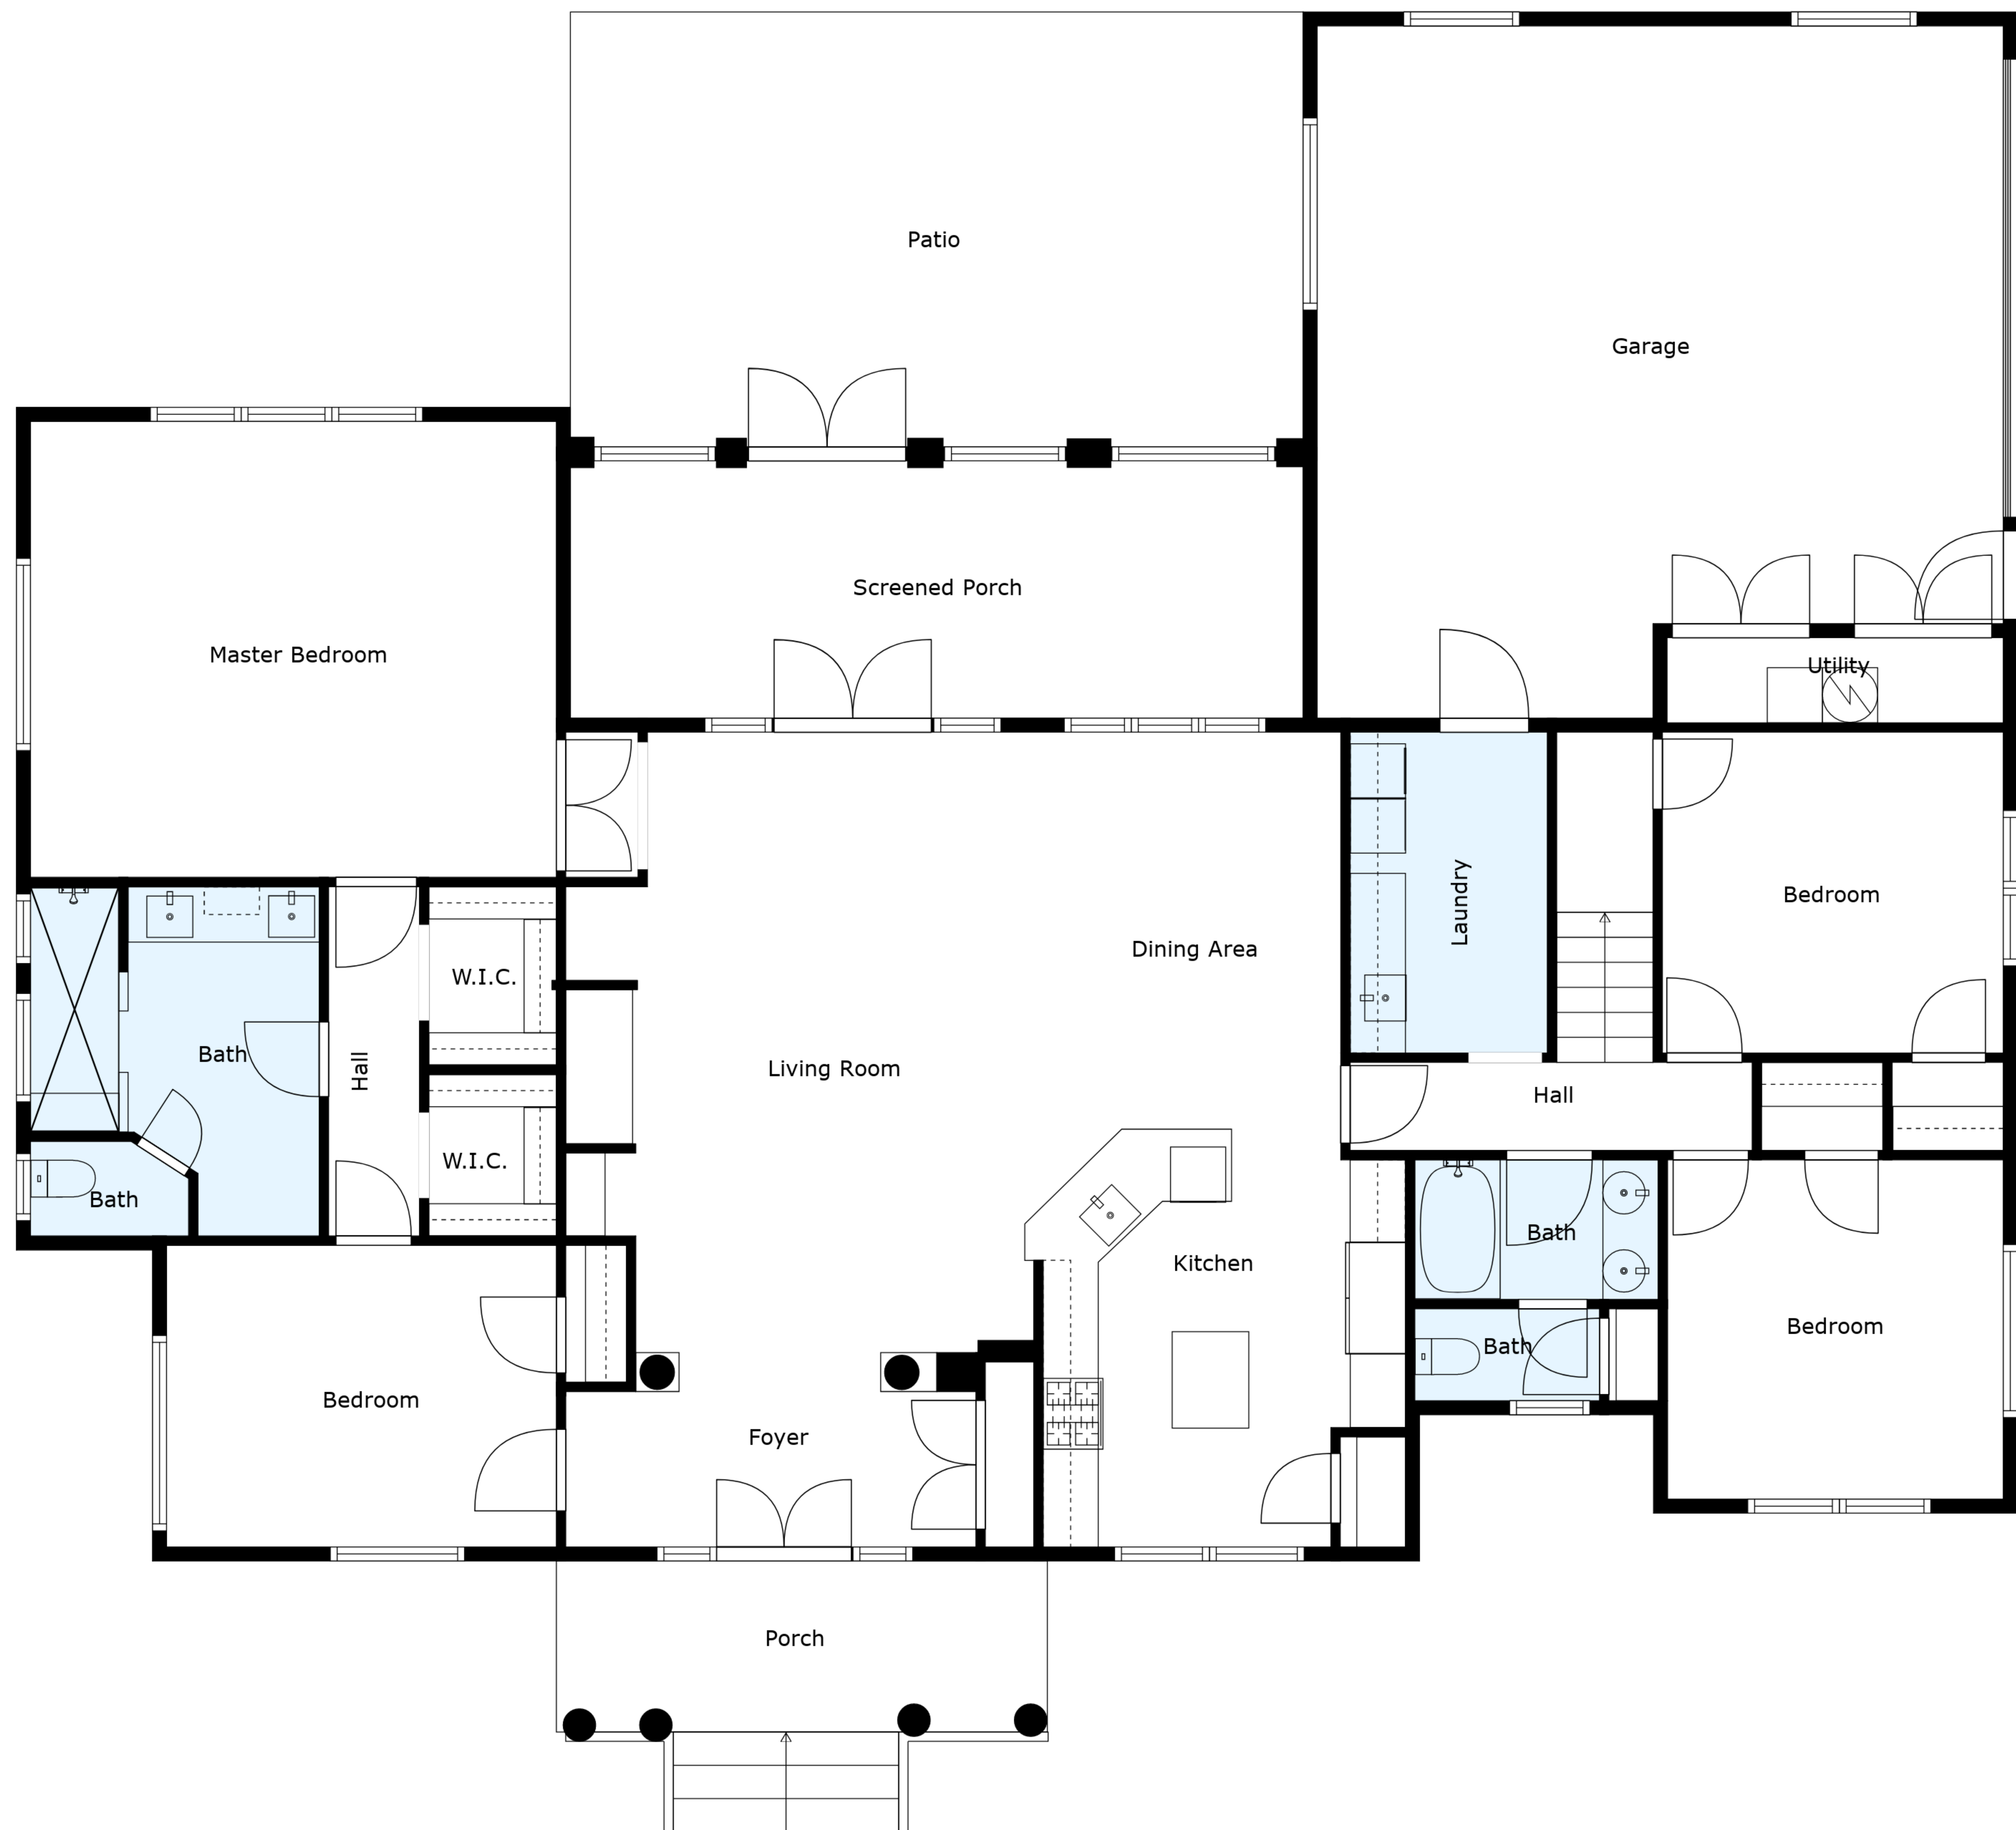 Patio
Garage
Screened Porch
Master Bedroom
Utility
Bedroom
Laundry
Dining Area
W.I.C.
Bath
Hall
Living Room
Hall
W.I.C.
Bath
Bath
Kitchen
Bedroom
Bath
Bedroom
Foyer
Porch